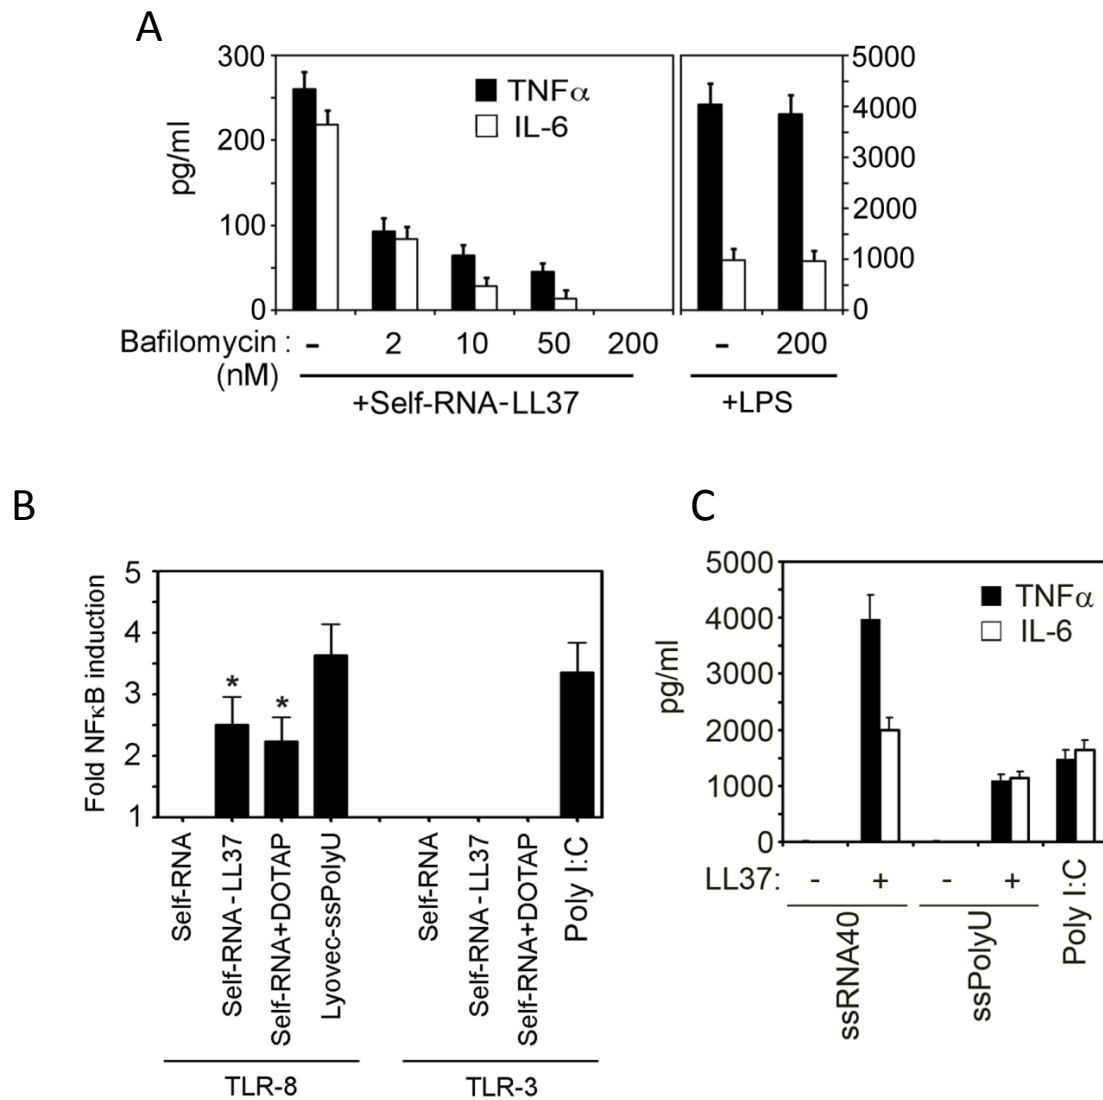 A
300
200
100
0
pg/ml
TNFα
IL-6
5000
4000
3000
2000
1000
0
Bafilomycin : - 2 10 50 200 - 200
(nM)
+Self-RNA-LL37 +LPS
B
5
4
3
2
1
Fold NFκB induction
*
*
Self-RNA
Self-RNA-LL37
Self-RNA+DOTAP
Lyovec-ssPolyU
Self-RNA
Self-RNA-LL37
Self-RNA+DOTAP
Poly I:C
TLR-8 TLR-3
C
5000
4000
3000
2000
1000
0
pg/ml
TNFα
IL-6
LL37: - + - +
ssRNA40
ssPolyU
Poly I:C